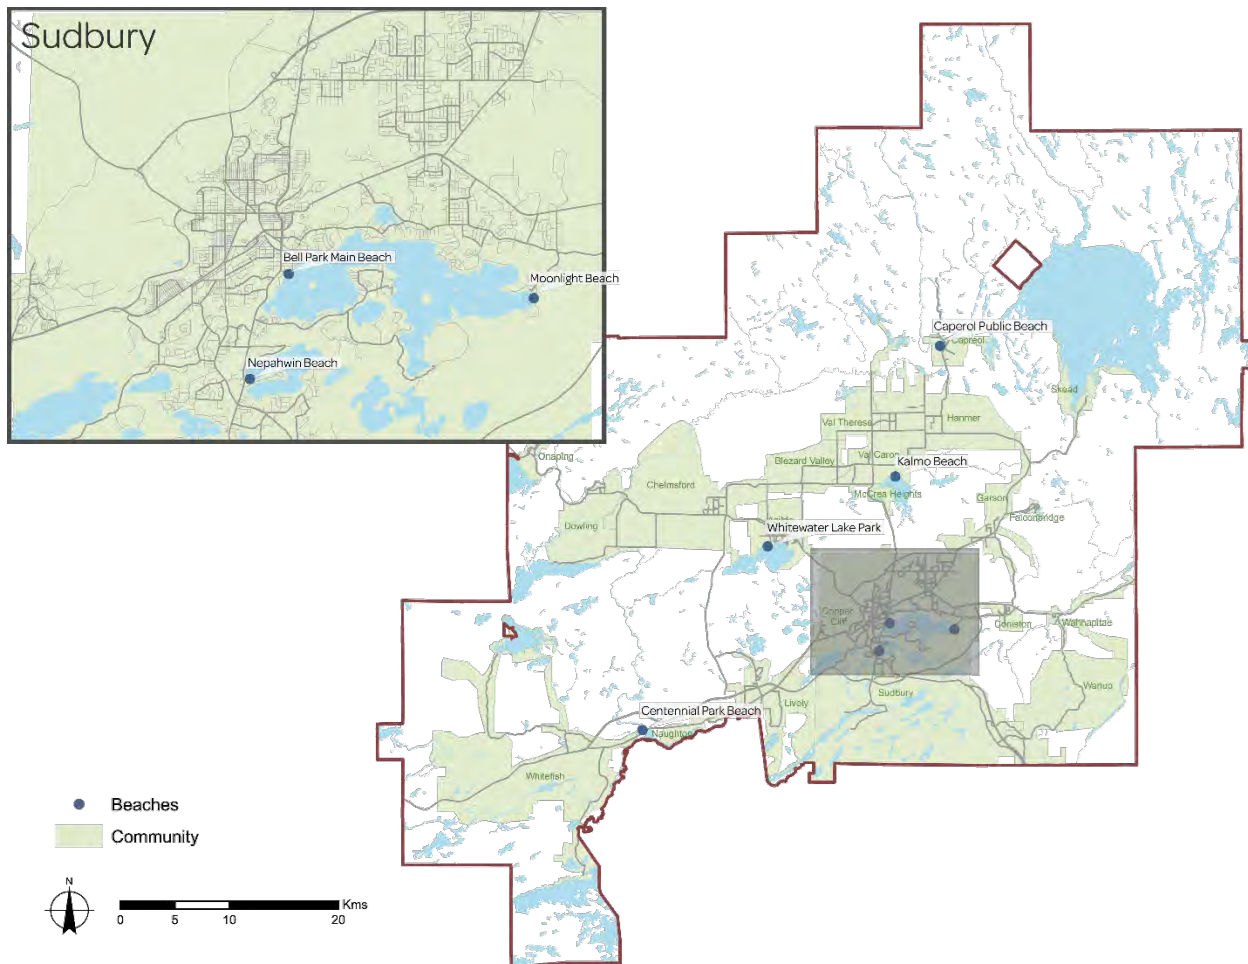 Sudbury
Bell Park Main Beach
Moonlight Beach
Nepahwin Beach
Caperol Public Beach
Capreol
Skead
Hanmer
Val Therese
Val Caron
Blezard Valley
Kalmo Beach
Onaping
Chelmsford
McCrea Heights
Garson
Falconbridge
Dowling
Whitewater Lake Park
Copper
Cliff
Coniston
Wahnapitae
Wanup
Sudbury
Lively
Centennial Park Beach
Naughton
Whitefish
Beaches
Community
N
Kms
0 5 10 20